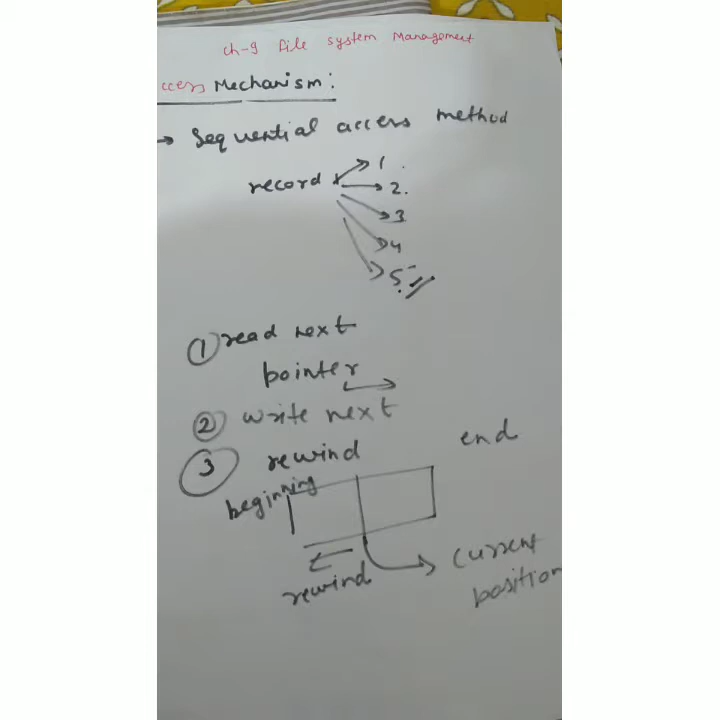 ch-9 File system Management
ccess Mechanism:
→ Sequential access method
record 1.
2.
3
4
5.
① read next
pointer
② write next
③ rewind
end
beginning
rewind
current
position